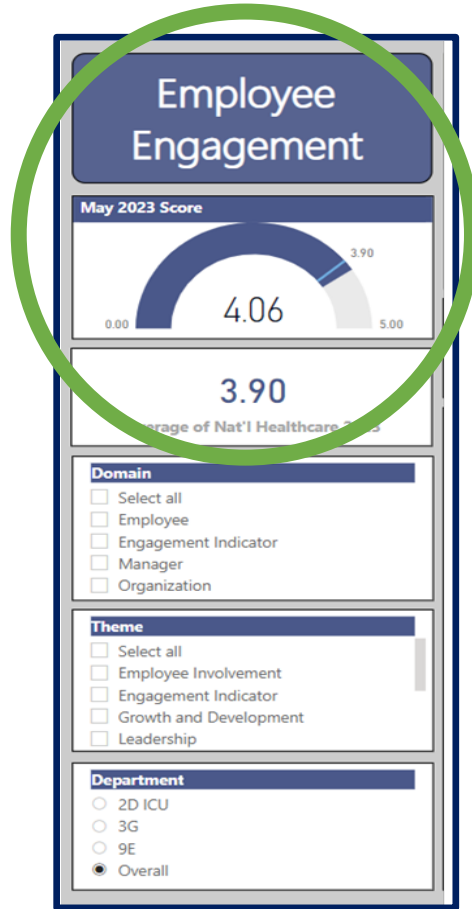 Employee
Engagement
May 2023 Score
3.90
4.06
0.00
5.00
3.90
of Nat'l Healthcare
Domain
Select all
Employee
Engagement Indicator
Manager
Organization
Theme
Select all
Employee Involvement
Engagement Indicator
Growth and Development
Leadership
Department
2D ICU
3G
9E
Overall